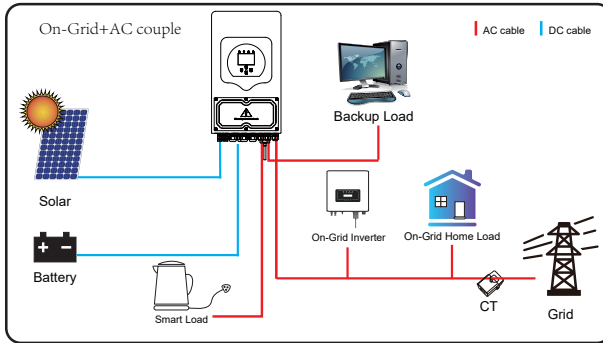 On-Grid+AC couple
AC cable
DC cable
Backup Load
Solar
On-Grid Inverter
On-Grid Home Load
Battery
Smart Load
CT
Grid